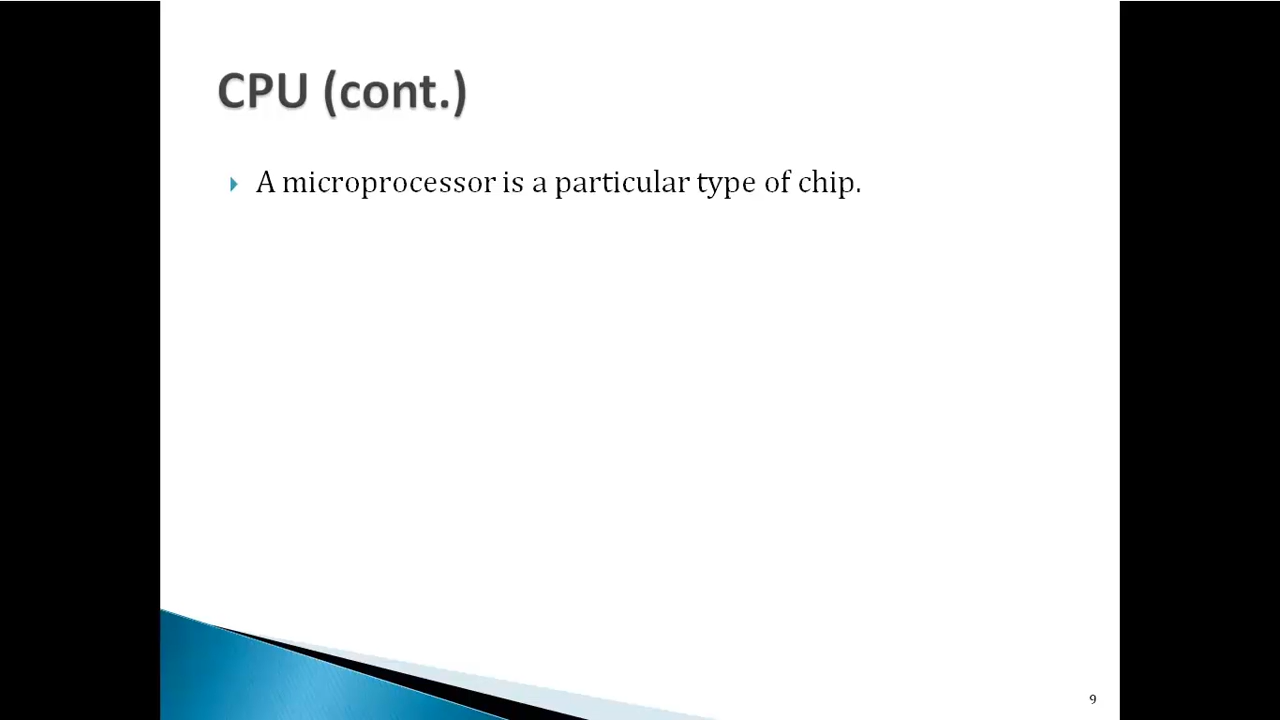 CPU (cont.)
A microprocessor is a particular type of chip.
9